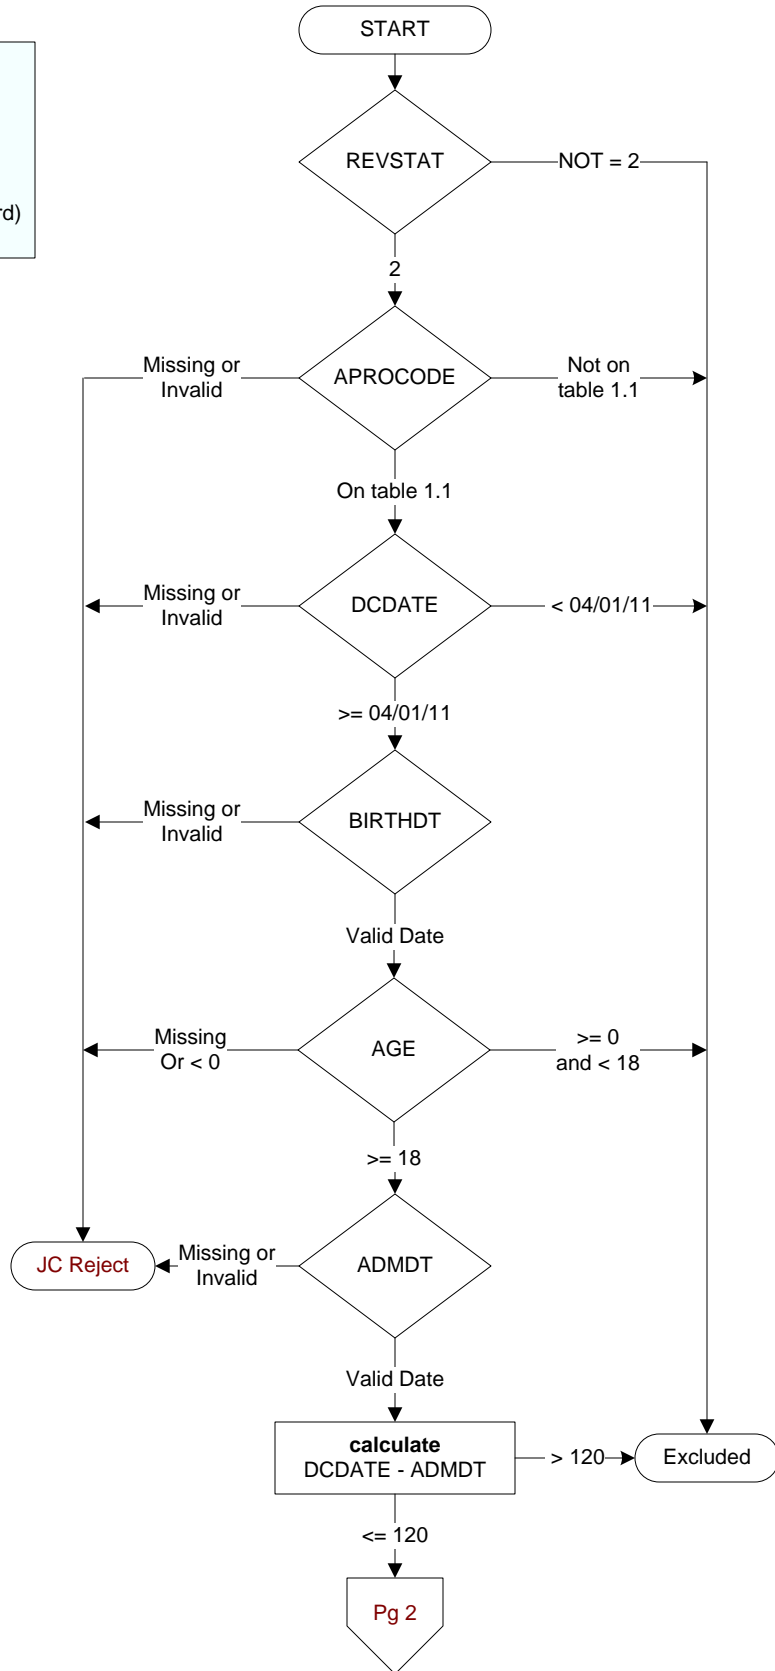 START
REVSTAT
NOT = 2
rd)
2
Missing or
Invalid
APROCODE
Not on
table 1.1
On table 1.1
Missing or
Invalid
DCDATE
< 04/01/11
>= 04/01/11
Missing or
Invalid
BIRTHDT
Valid Date
Missing
Or < 0
AGE
>= 0
and < 18
>= 18
JC Reject
Missing or
Invalid
ADMDT
Valid Date
calculate
DCDATE - ADMDT
> 120
Excluded
<= 120
Pg 2